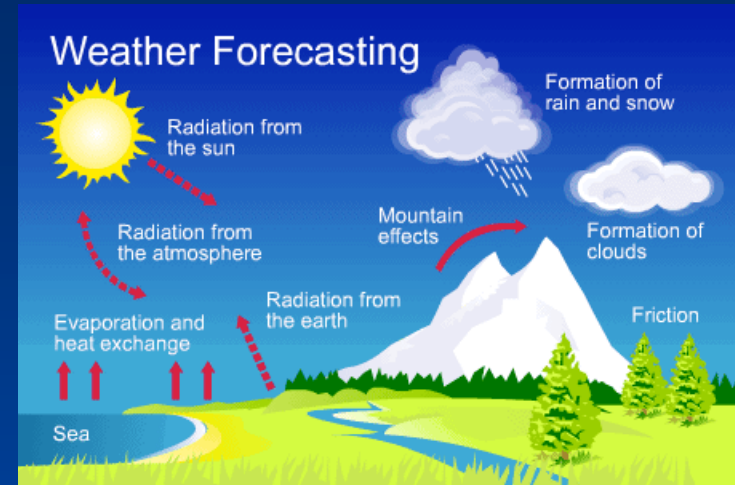 Weather Forecasting
Formation of
rain and snow
Radiation from
the sun
Mountain
effects
Formation of
clouds
Radiation from
the atmosphere
Radiation from
the earth
Friction
Evaporation and
heat exchange
Sea